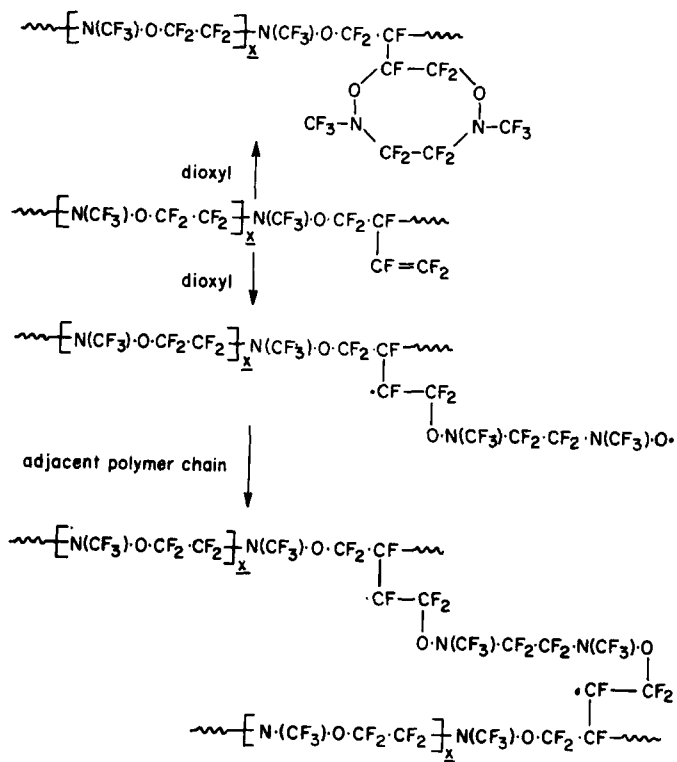 [N(CF3)·O·CF2·CF2]x N(CF3)·O·CF2·CF
CF—CF2
O O
CF3—N N—CF3
CF2—CF2
dioxyl
[N(CF3)·O·CF2·CF2]x N(CF3)·O·CF2·CF
CF=CF2
dioxyl
[N(CF3)·O·CF2·CF2]x N(CF3)·O·CF2·CF
·CF—CF2
O·N(CF3)·CF2·CF2·N(CF3)·O·
adjacent polymer chain
[N(CF3)·O·CF2·CF2]x N(CF3)·O·CF2·CF
·CF—CF2
O·N(CF3)·CF2·CF2·N(CF3)·O
·CF—CF2
[N·(CF3)·O·CF2·CF2]x N(CF3)·O·CF2·CF